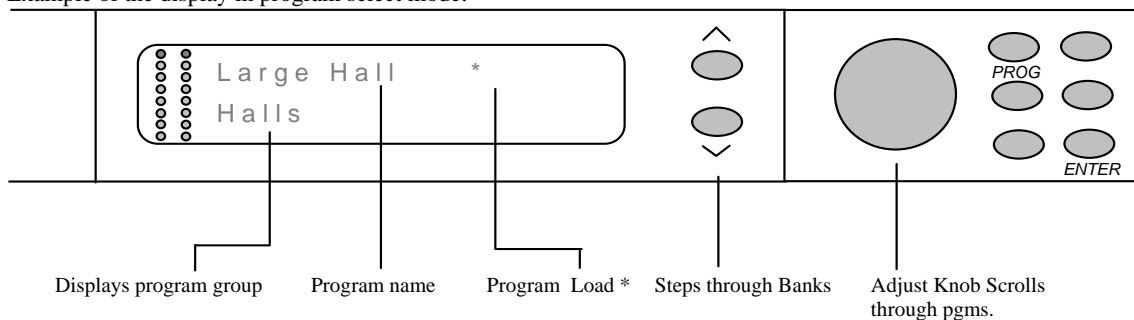 Example of the display in program select mode:
Large Hall *
Halls
PROG
ENTER
Displays program group
Program name
Program Load *
Steps through Banks
Adjust Knob Scrolls
through pgms.